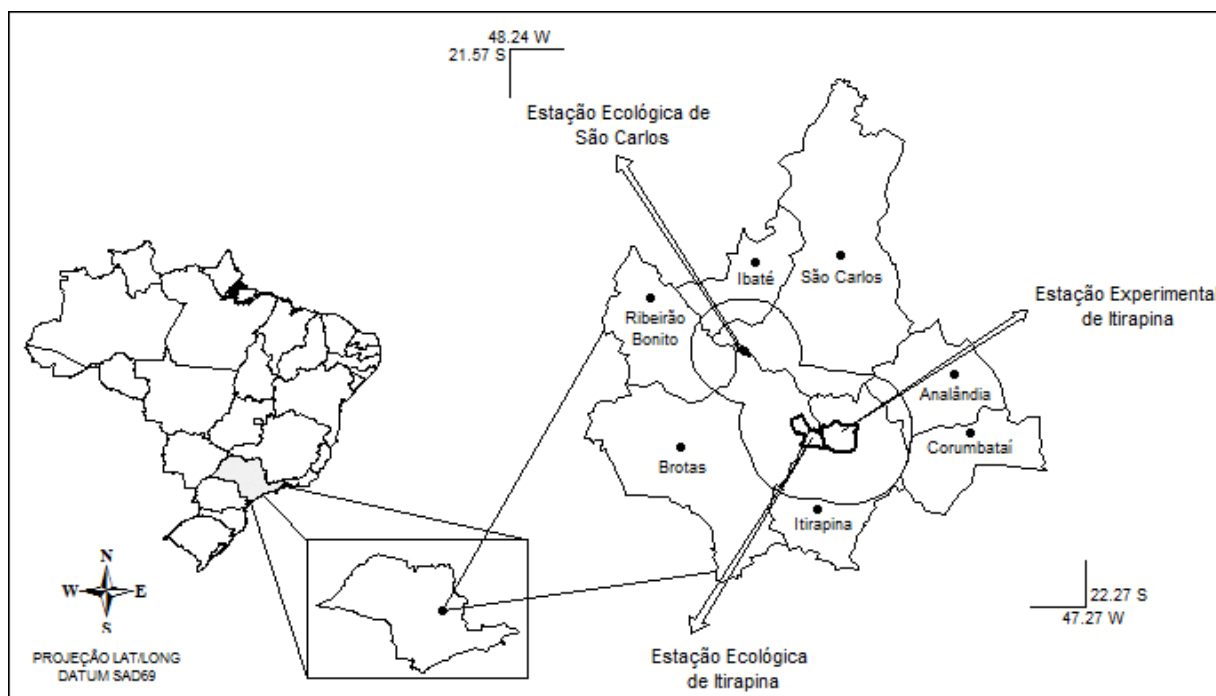 48.24 W
21.57 S
Estação Ecológica de
São Carlos
Ibaté
São Carlos
Ribeirão
Bonito
Estação Experimental
de Itirapina
Analândia
Corumbataí
Brotas
Itirapina
N
W
E
S
PROJEÇÃO LAT/LONG
DATUM SAD69
22.27 S
47.27 W
Estação Ecológica
de Itirapina